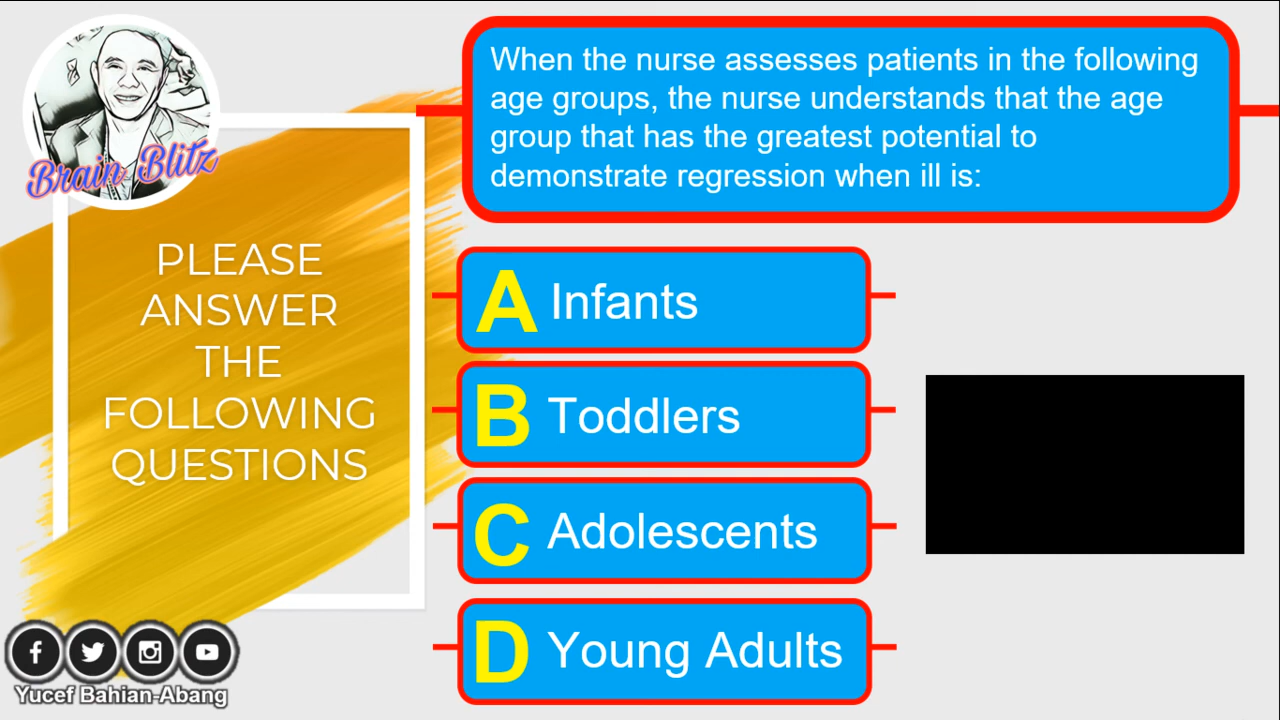 Brain Blitz
PLEASE
ANSWER
THE
FOLLOWING
QUESTIONS
When the nurse assesses patients in the following
age groups, the nurse understands that the age
group that has the greatest potential to
demonstrate regression when ill is:
A Infants
B Toddlers
C Adolescents
D Young Adults
Yucef Bahian-Abang